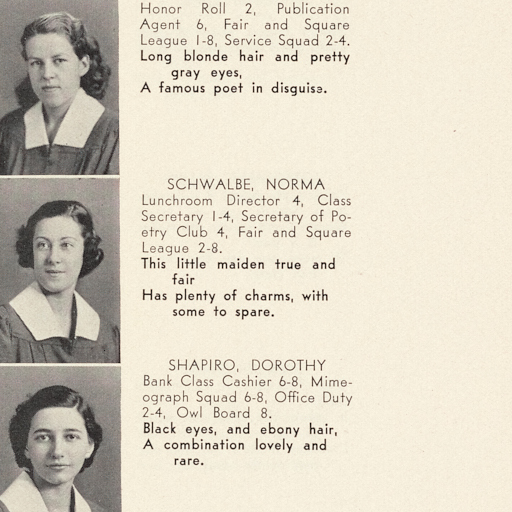 Honor Roll 2, Publication
Agent 6, Fair and Square
League 1-8, Service Squad 2-4.
Long blonde hair and pretty
gray eyes,
A famous poet in disguise.
SCHWALBE, NORMA
Lunchroom Director 4, Class
Secretary 1-4, Secretary of Po-
etry Club 4, Fair and Square
League 2-8.
This little maiden true and
fair
Has plenty of charms, with
some to spare.
SHAPIRO, DOROTHY
Bank Class Cashier 6-8, Mime-
ograph Squad 6-8, Office Duty
2-4, Owl Board 8.
Black eyes, and ebony hair,
A combination lovely and
rare.